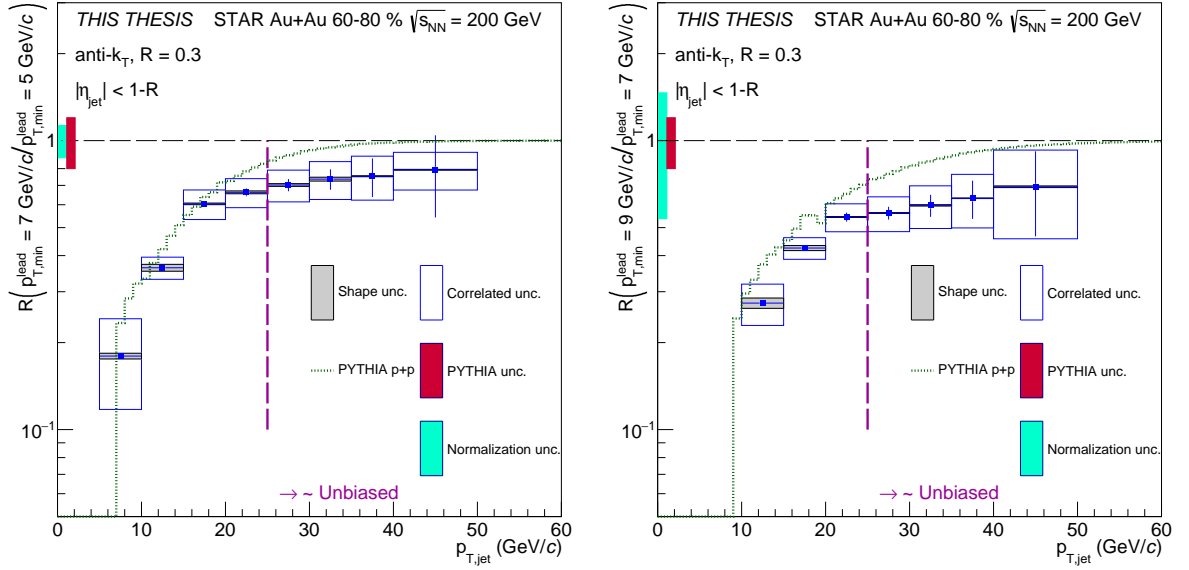 THIS THESIS STAR Au+Au 60-80 % √s_NN = 200 GeV
anti-k_T, R = 0.3
|η_jet| < 1-R
R(p_T,min^lead = 7 GeV/c/p_T,min^lead = 5 GeV/c)
1
10^−1
Shape unc.
Correlated unc.
PYTHIA p+p
PYTHIA unc.
Normalization unc.
→ ~ Unbiased
0 10 20 30 40 50 60
p_T,jet (GeV/c)
THIS THESIS STAR Au+Au 60-80 % √s_NN = 200 GeV
anti-k_T, R = 0.3
|η_jet| < 1-R
R(p_T,min^lead = 9 GeV/c/p_T,min^lead = 7 GeV/c)
1
10^−1
Shape unc.
Correlated unc.
PYTHIA p+p
PYTHIA unc.
Normalization unc.
→ ~ Unbiased
0 10 20 30 40 50 60
p_T,jet (GeV/c)